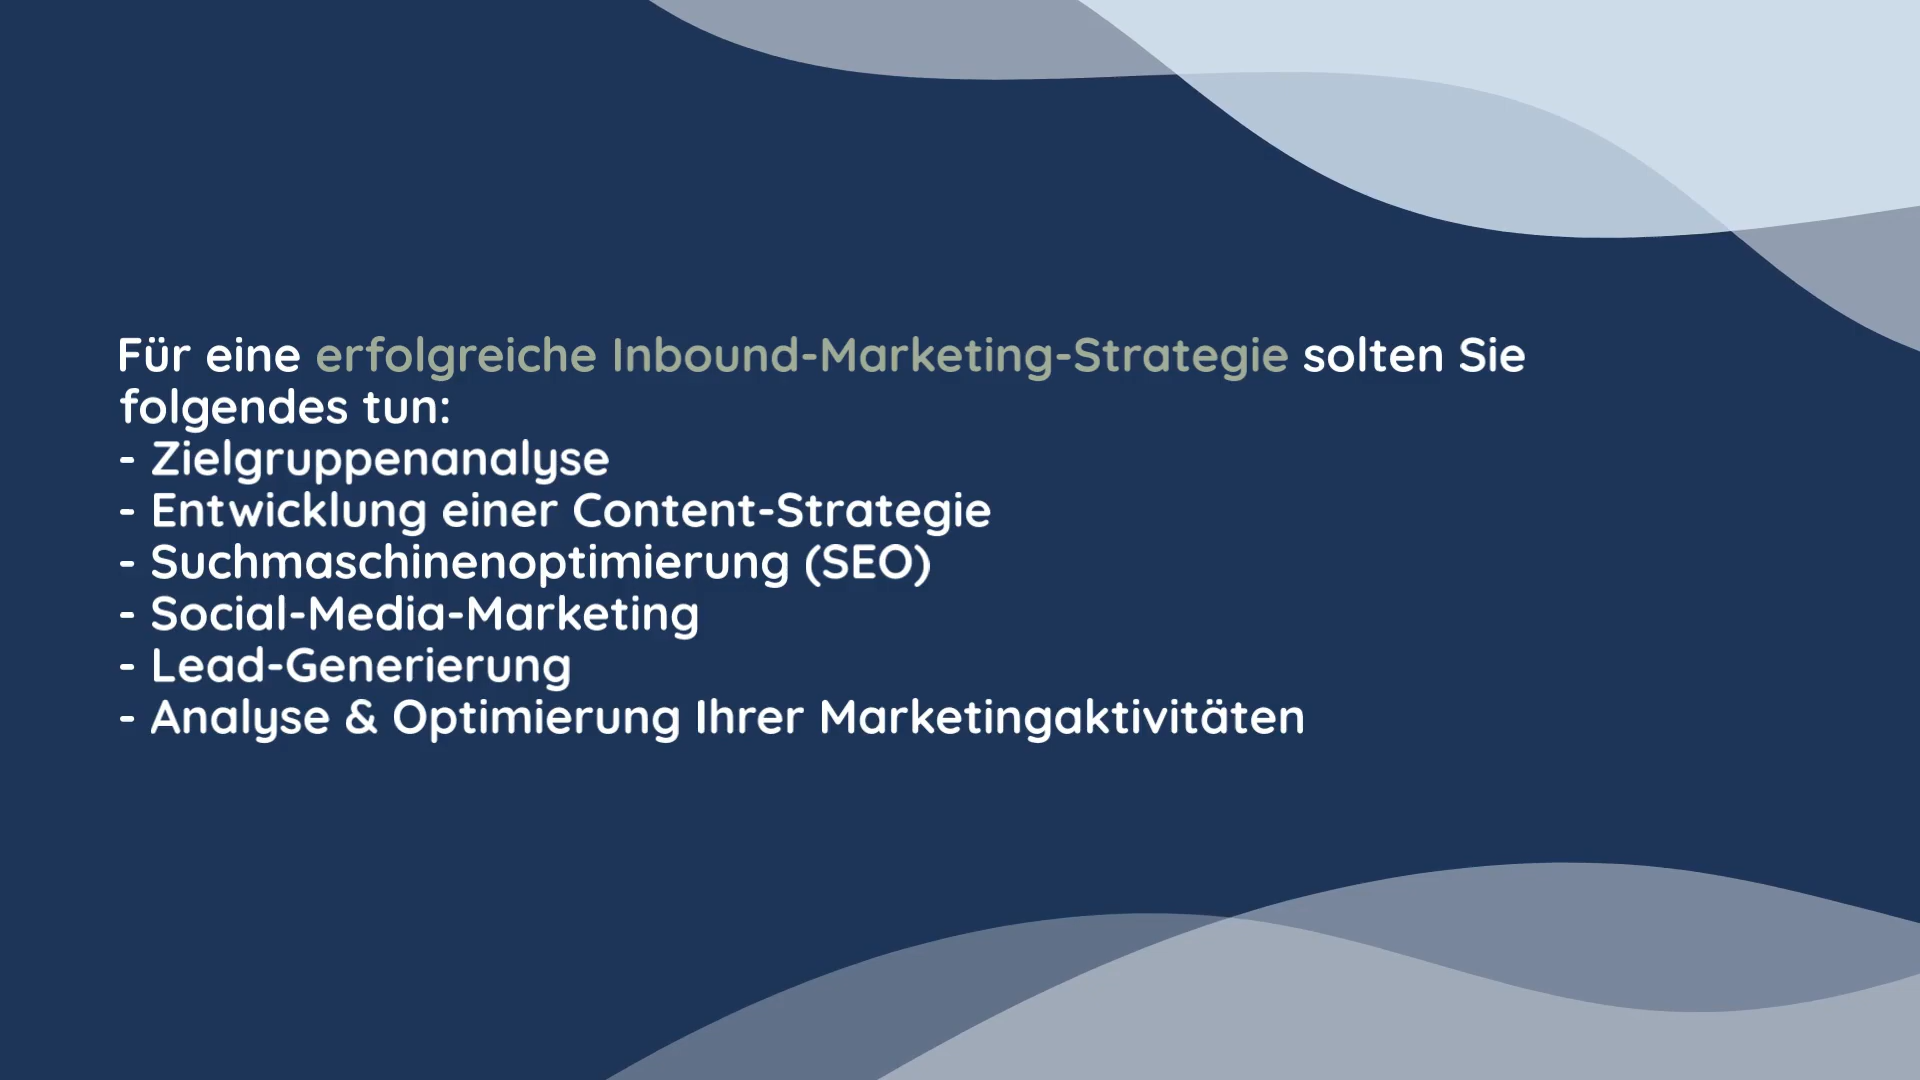 Für eine erfolgreiche Inbound-Marketing-Strategie solten Sie
folgendes tun:
- Zielgruppenanalyse
- Entwicklung einer Content-Strategie
- Suchmaschinenoptimierung (SEO)
- Social-Media-Marketing
- Lead-Generierung
- Analyse & Optimierung Ihrer Marketingaktivitäten